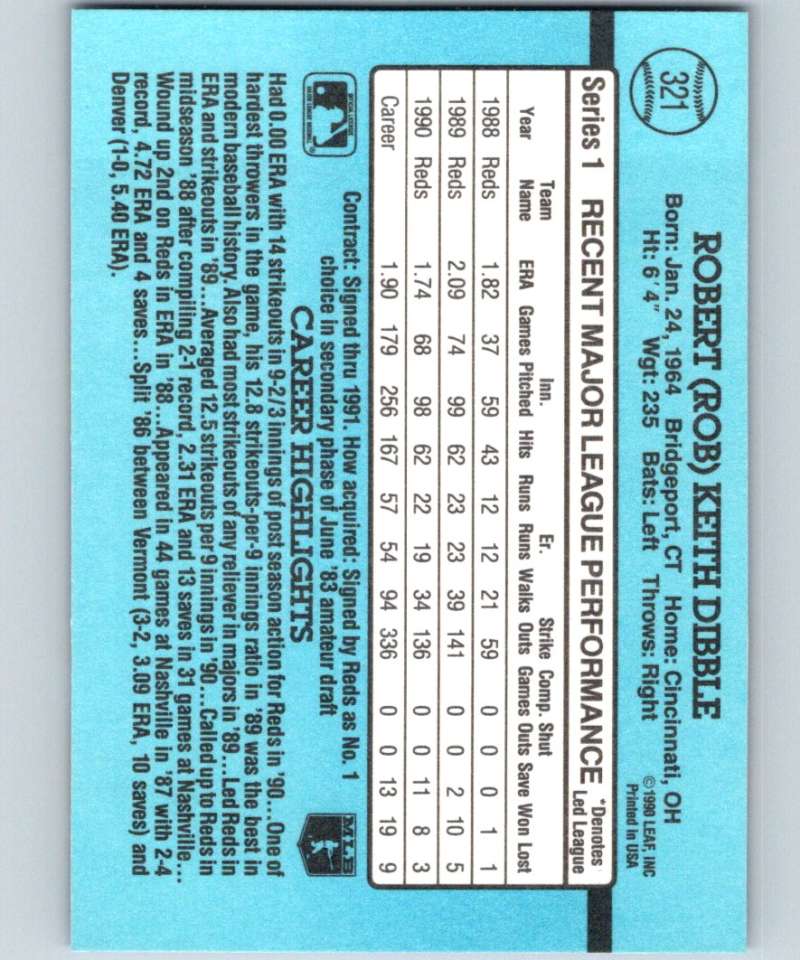 321
ROBERT (ROB) KEITH DIBBLE
Born: Jan. 24, 1964 Bridgeport, CT Home: Cincinnati, OH
Ht: 6'4" Wgt: 235 Bats: Left Throws: Right
©1990 LEAF, INC
Printed in USA
Series 1 RECENT MAJOR LEAGUE PERFORMANCE *Denotes Led League
Team Inn. Er. Strike Comp. Shut
Year Name ERA Games Pitched Hits Runs Runs Walks Outs Games Outs Save Won Lost
1988 Reds 1.82 37 59 43 12 12 21 59 0 0 0 1 1
1989 Reds 2.09 74 99 62 23 23 39 141 0 0 2 10 5
1990 Reds 1.74 68 98 62 22 19 34 136 0 0 11 8 3
Career 1.90 179 256 167 57 54 94 336 0 0 13 19 9
OFFICIAL LICENSEE
MAJOR LEAGUE BASEBALL
Contract: Signed thru 1991. How acquired: Signed by Reds as No. 1
choice in secondary phase of June '83 amateur draft
MLB
CAREER HIGHLIGHTS
Had 0.00 ERA with 14 strikeouts in 9-2/3 innings of post season action for Reds in '90...One of
hardest throwers in the game, his 12.8 strikeouts-per-9 innings ratio in '89 was the best in
modern baseball history. Also had most strikeouts of any reliever in majors in '89...Led Reds in
ERA and strikeouts in '89...Averaged 12.5 strikeouts per 9 innings in '90...Called up to Reds in
midseason '88 after compiling 2-1 record, 2.31 ERA and 13 saves in 31 games at Nashville...
Wound up 2nd on Reds in ERA in '88...Appeared in 44 games at Nashville in '87 with 2-4
record, 4.72 ERA and 4 saves...Split '86 between Vermont (3-2, 3.09 ERA, 10 saves) and
Denver (1-0, 5.40 ERA).